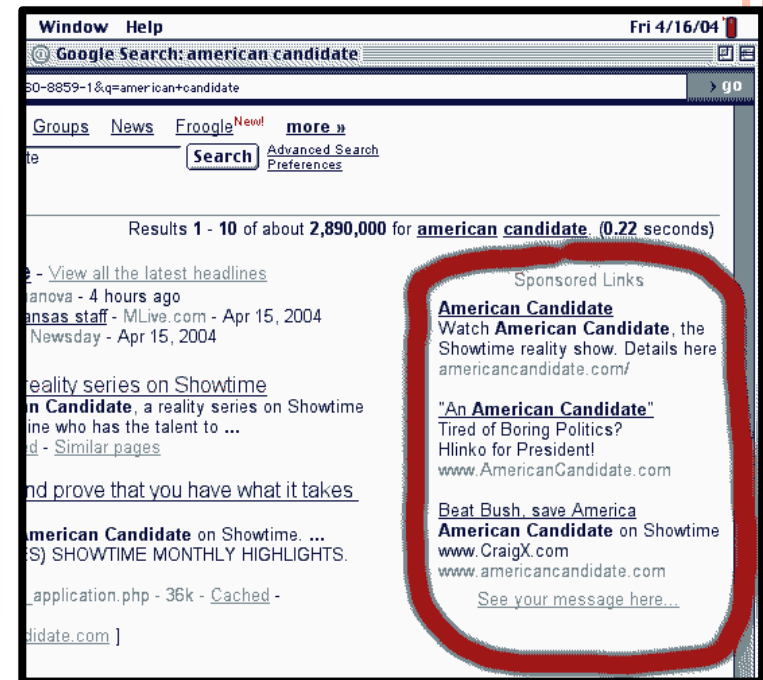 Window Help Fri 4/16/04
@ Google Search: american candidate
SO-8859-1&q=american+candidate › go
Groups News Froogle New! more »
te Search Advanced Search
Preferences
Results 1 - 10 of about 2,890,000 for american candidate. (0.22 seconds)
- View all the latest headlines
anova - 4 hours ago
ansas staff - MLive.com - Apr 15, 2004
Newsday - Apr 15, 2004
reality series on Showtime
an Candidate, a reality series on Showtime
ine who has the talent to ...
ed - Similar pages
nd prove that you have what it takes
American Candidate on Showtime. ...
ES) SHOWTIME MONTHLY HIGHLIGHTS.
_application.php - 36k - Cached -
didate.com ]
Sponsored Links
American Candidate
Watch American Candidate, the
Showtime reality show. Details here
americancandidate.com/
"An American Candidate"
Tired of Boring Politics?
Hlinko for President!
www.AmericanCandidate.com
Beat Bush, save America
American Candidate on Showtime
www.CraigX.com
www.americancandidate.com
See your message here...